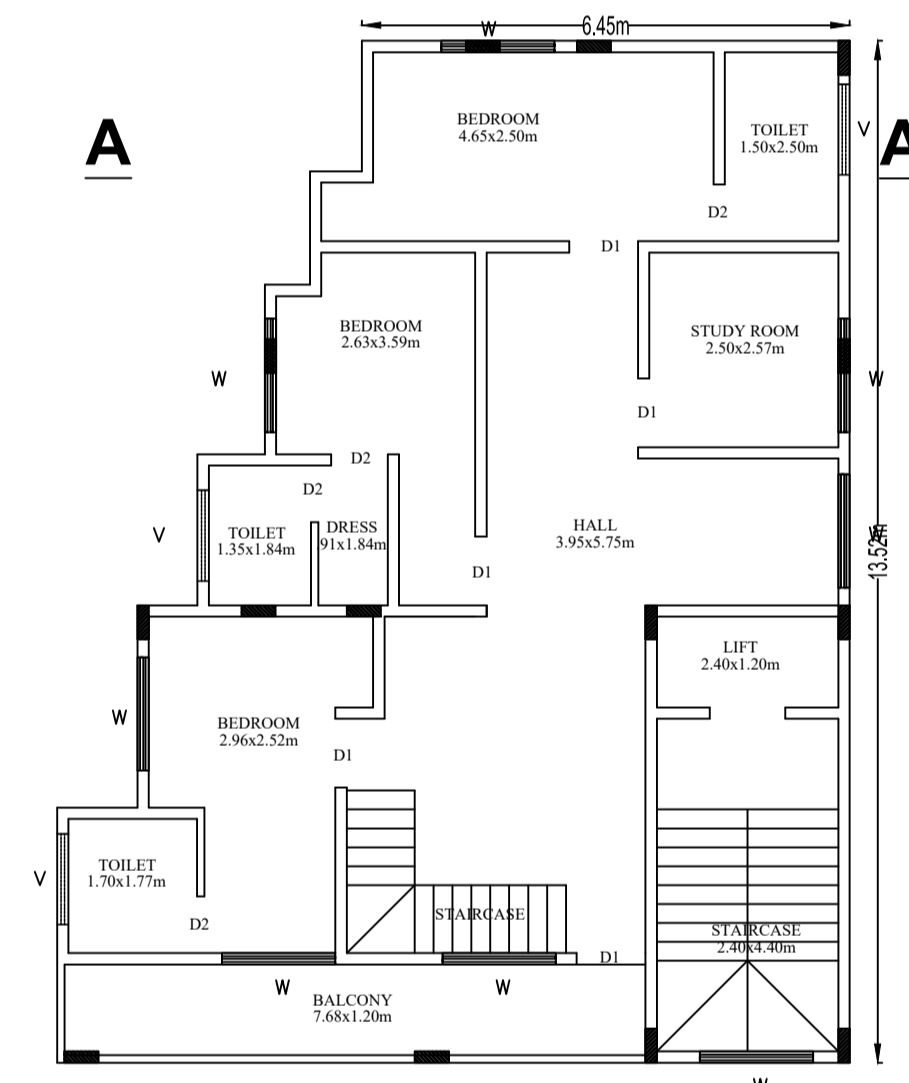 6.45m
W
A
BEDROOM
4.65x2.50m
TOILET
1.50x2.50m
V
A
D2
D1
BEDROOM
2.63x3.59m
STUDY ROOM
2.50x2.57m
W
W
D1
D2
D2
V
TOILET
1.35x1.84m
DRESS
91x1.84m
HALL
3.95x5.75m
W
13.52m
D1
LIFT
2.40x1.20m
W
BEDROOM
2.96x2.52m
D1
TOILET
1.70x1.77m
V
D2
STAIRCASE
STAIRCASE
2.40x4.40m
D1
W
W
BALCONY
7.68x1.20m
W